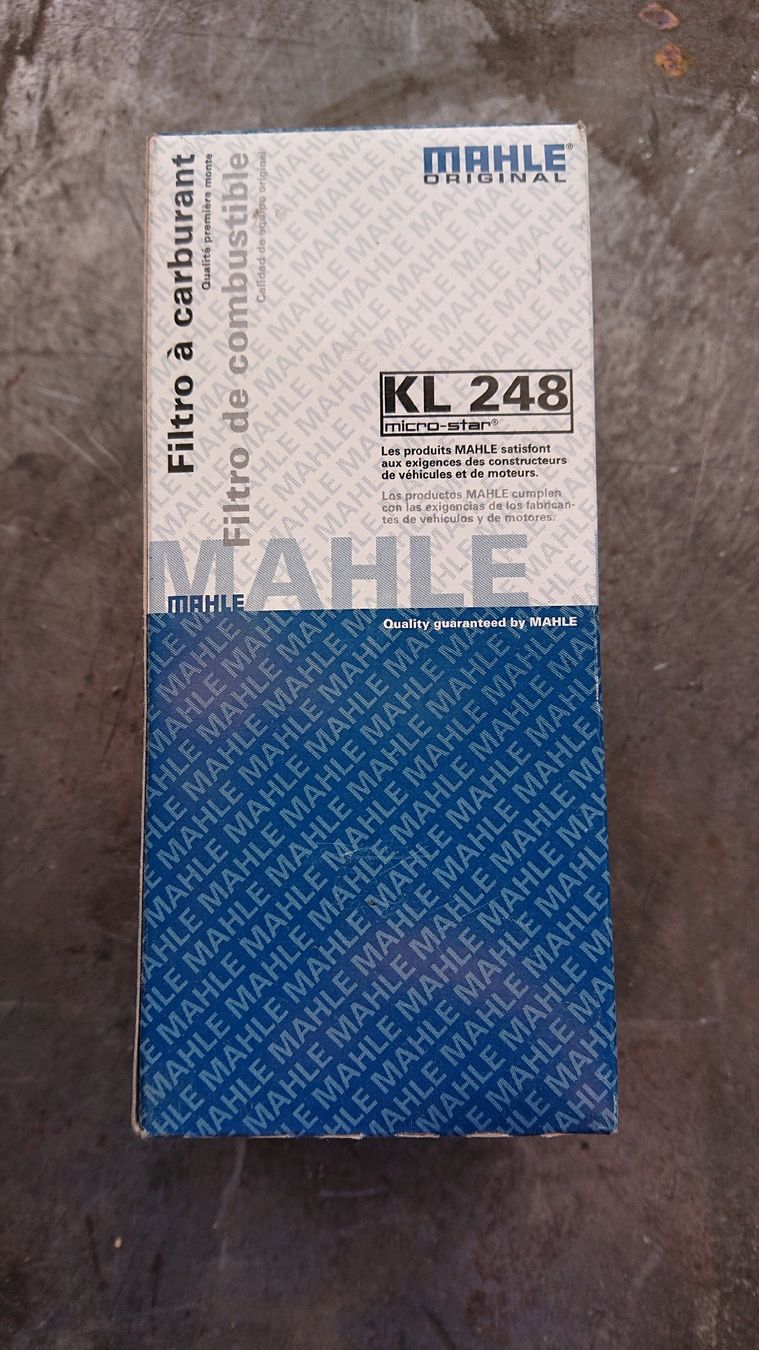 MAHLE®
ORIGINAL
Filtro à carburant
Qualité première monte
Filtro de combustible
Calidad de equipo original
KL 248
micro-star®
Les produits MAHLE satisfont
aux exigences des constructeurs
de véhicules et de moteurs.
Los productos MAHLE cumplen
con las exigencias de los fabrican-
tes de vehículos y de motores.
MAHLE
MAHLE
Quality guaranteed by MAHLE